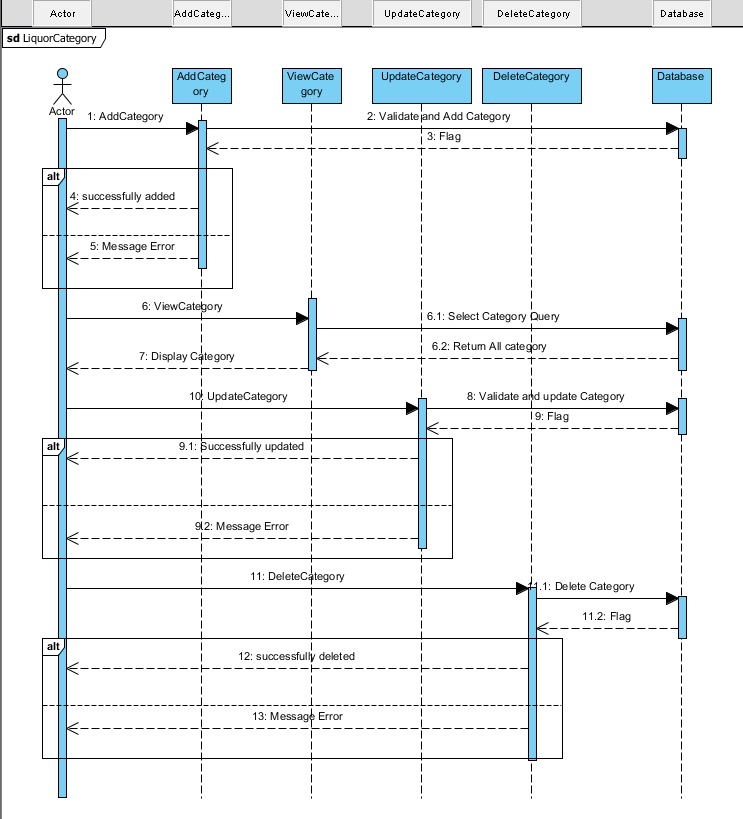 Actor
AddCateg...
ViewCate...
UpdateCategory
DeleteCategory
Database
sd LiquorCategory
Actor
AddCateg
ory
ViewCate
gory
UpdateCategory
DeleteCategory
Database
1: AddCategory
2: Validate and Add Category
3: Flag
alt
4: successfully added
5: Message Error
6: ViewCategory
6.1: Select Category Query
6.2: Return All category
7: Display Category
10: UpdateCategory
8: Validate and update Category
9: Flag
alt
9.1: Successfully updated
9.2: Message Error
11: DeleteCategory
11.1: Delete Category
11.2: Flag
alt
12: successfully deleted
13: Message Error